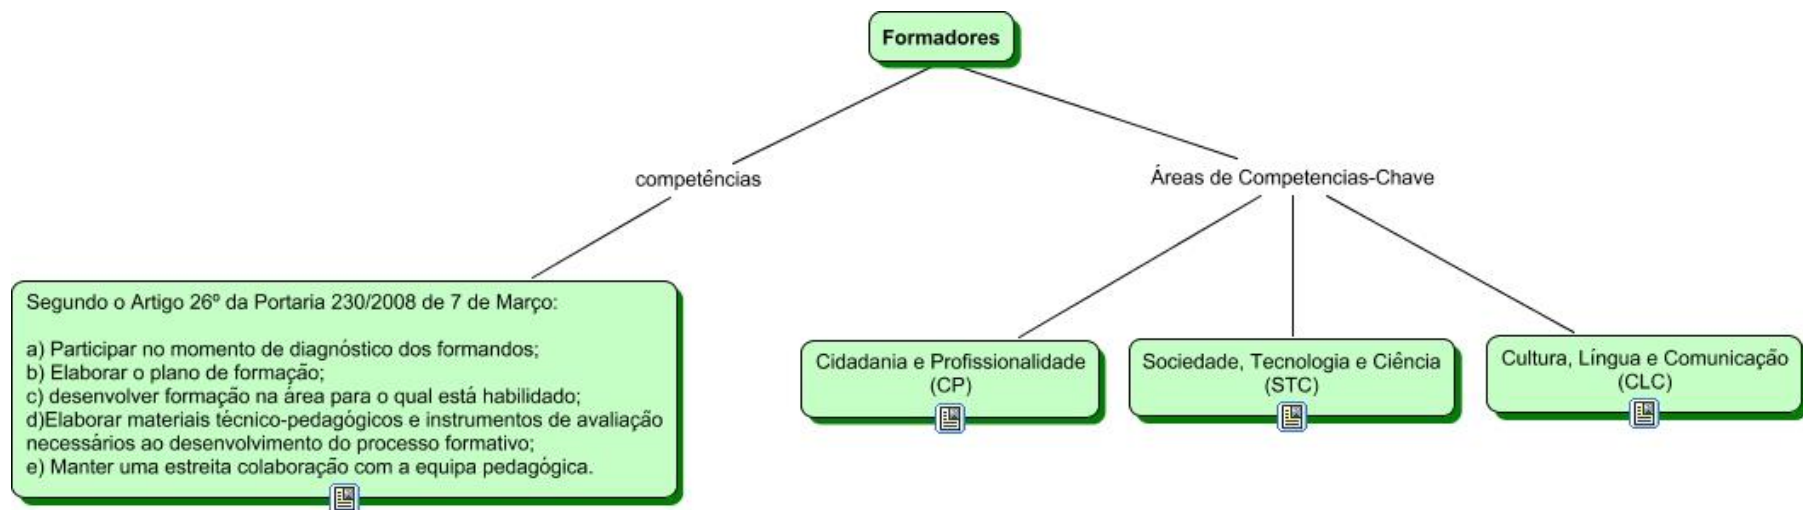 Formadores
competências
Áreas de Competencias-Chave
Segundo o Artigo 26º da Portaria 230/2008 de 7 de Março:
a) Participar no momento de diagnóstico dos formandos;
b) Elaborar o plano de formação;
c) desenvolver formação na área para o qual está habilidado;
d)Elaborar materiais técnico-pedagógicos e instrumentos de avaliação
necessários ao desenvolvimento do processo formativo;
e) Manter uma estreita colaboração com a equipa pedagógica.
Cidadania e Profissionalidade
(CP)
Sociedade, Tecnologia e Ciência
(STC)
Cultura, Língua e Comunicação
(CLC)